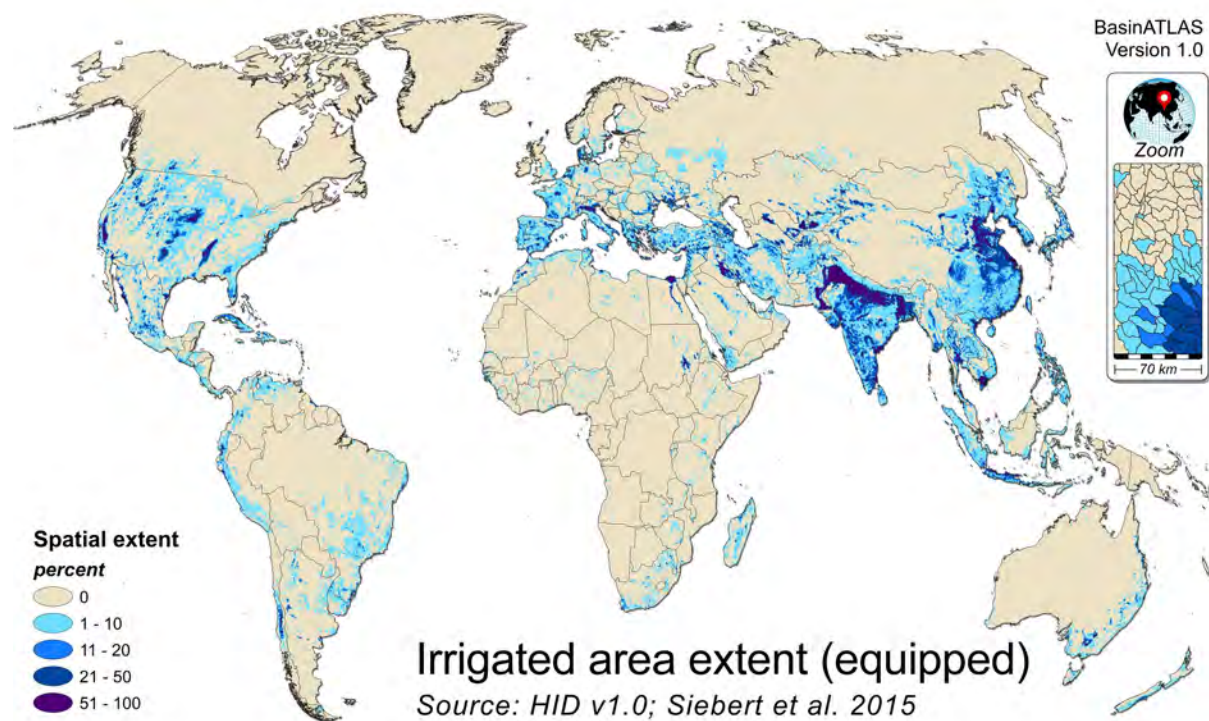 BasinATLAS
Version 1.0
Zoom
70 km
Spatial extent
percent
0
1 - 10
11 - 20
21 - 50
51 - 100
Irrigated area extent (equipped)
Source: HID v1.0; Siebert et al. 2015